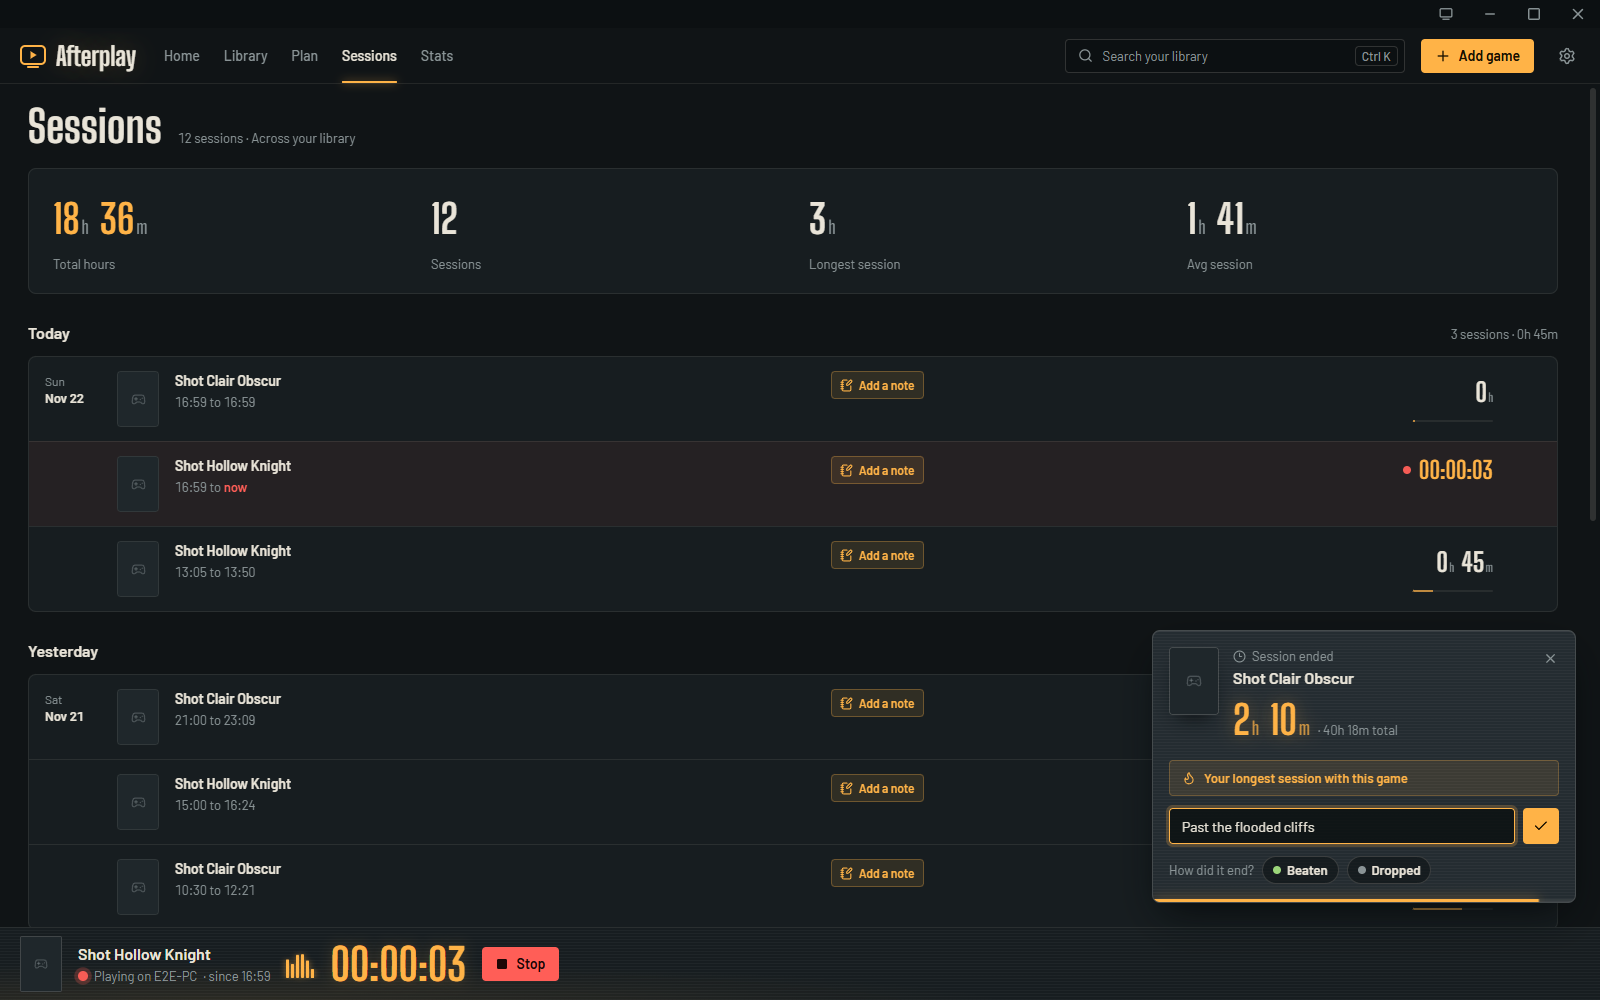 Afterplay
Home
Library
Plan
Sessions
Stats
Search your library
Ctrl K
Add game
Sessions
12 sessions · Across your library
18h 36m
Total hours
12
Sessions
3h
Longest session
1h 41m
Avg session
Today
3 sessions · 0h 45m
Sun
Nov 22
Shot Clair Obscur
16:59 to 16:59
Add a note
0h
Shot Hollow Knight
16:59 to now
Add a note
00:00:03
Shot Hollow Knight
13:05 to 13:50
Add a note
0h 45m
Yesterday
Sat
Nov 21
Shot Clair Obscur
21:00 to 23:09
Add a note
Shot Hollow Knight
15:00 to 16:24
Add a note
Shot Clair Obscur
10:30 to 12:21
Add a note
Session ended
Shot Clair Obscur
2h 10m · 40h 18m total
Your longest session with this game
Past the flooded cliffs
How did it end?
Beaten
Dropped
Shot Hollow Knight
Playing on E2E-PC · since 16:59
00:00:03
Stop